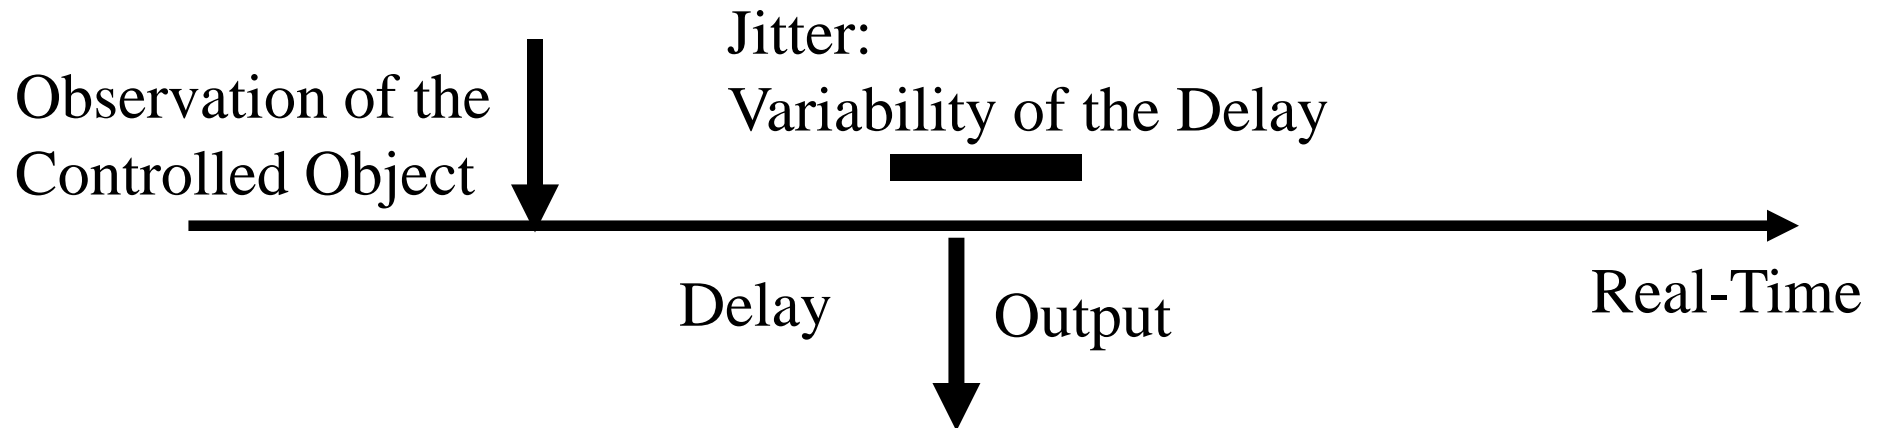 Jitter:
Variability of the Delay
Observation of the
Controlled Object
Delay
Output
Real-Time